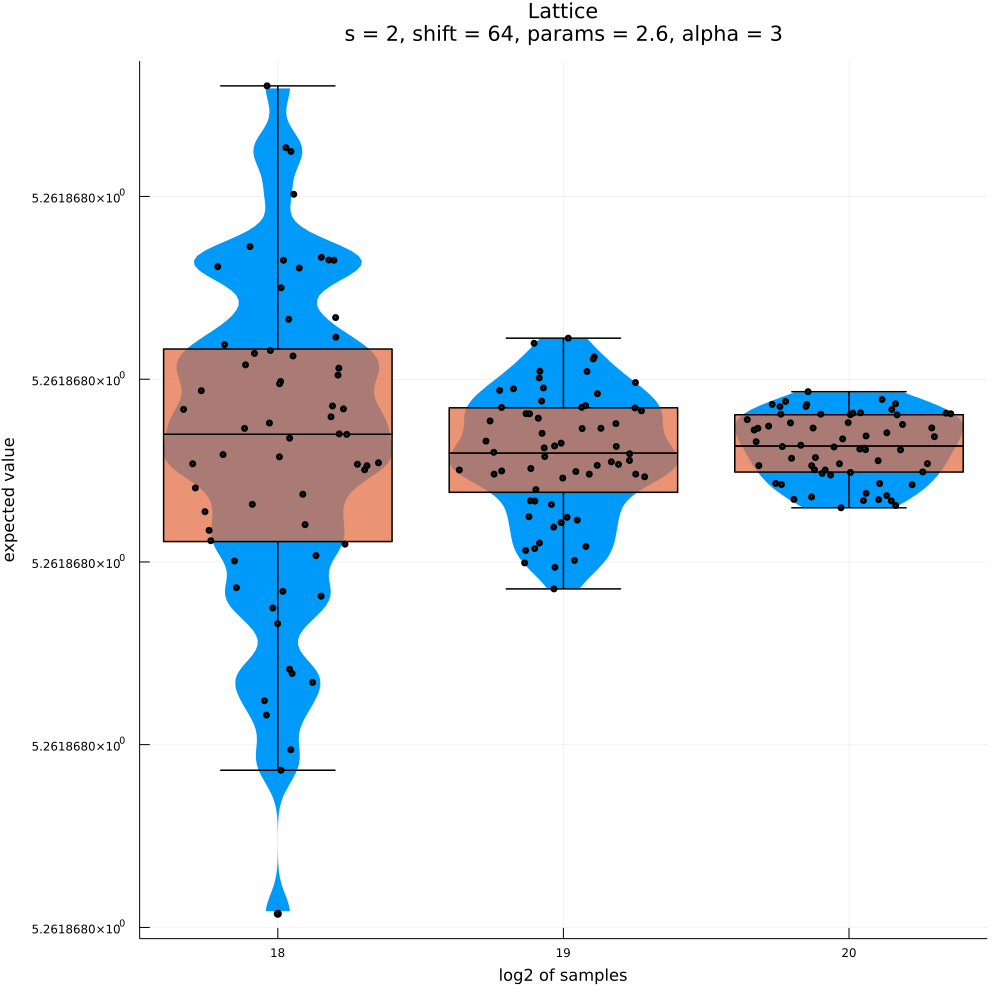 Lattice
s = 2, shift = 64, params = 2.6, alpha = 3
5.2618680×10⁰
5.2618680×10⁰
5.2618680×10⁰
5.2618680×10⁰
5.2618680×10⁰
expected value
18 19 20
log2 of samples